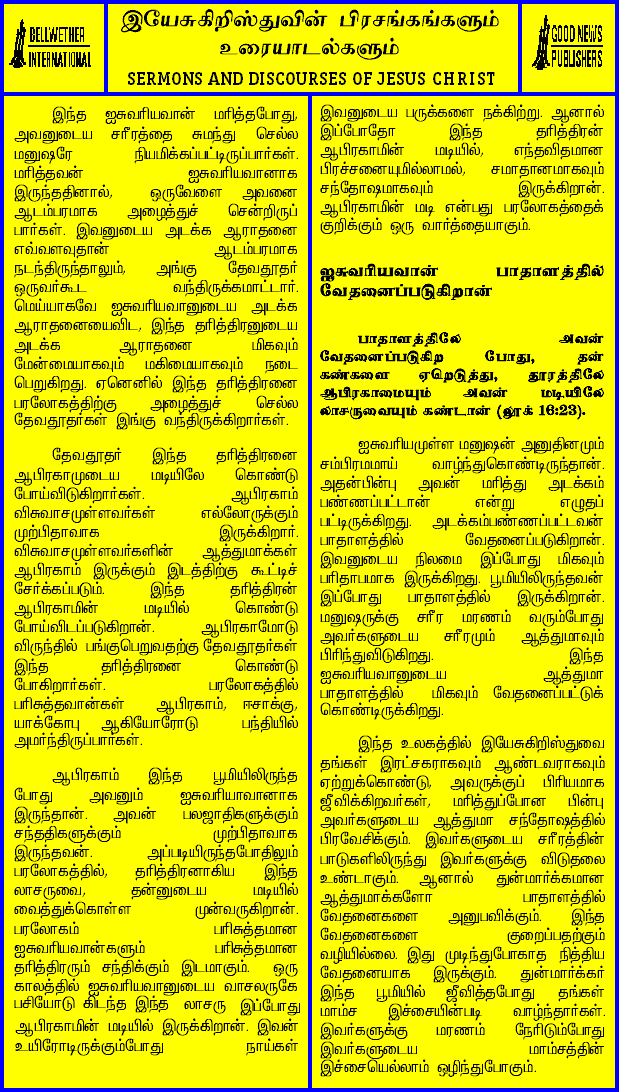 BELLWETHER
INTERNATIONAL
இயேசுகிறிஸ்துவின் பிரசங்கங்களும்
உரையாடல்களும்
SERMONS AND DISCOURSES OF JESUS CHRIST
GOOD NEWS
PUBLISHERS
இந்த ஐசுவரியவான் மரித்தபோது,
அவனுடைய சரீரத்தை சுமந்து செல்ல
மனுஷரே நியமிக்கப்பட்டிருப்பார்கள்.
மரித்தவன் ஐசுவரியவானாக
இருந்ததினால், ஒருவேளை அவனை
ஆடம்பரமாக அழைத்துச் சென்றிருப்
பார்கள். இவனுடைய அடக்க ஆராதனை
எவ்வளவுதான் ஆடம்பரமாக
நடந்திருந்தாலும், அங்கு தேவதூதர்
ஒருவர்கூட வந்திருக்கமாட்டார்.
மெய்யாகவே ஐசுவரியவானுடைய அடக்க
ஆராதனையைவிட, இந்த தரித்திரனுடைய
அடக்க ஆராதனை மிகவும்
மேன்மையாகவும் மகிமையாகவும் நடை
பெறுகிறது. ஏனெனில் இந்த தரித்திரனை
பரலோகத்திற்கு அழைத்துச் செல்ல
தேவதூதர்கள் இங்கு வந்திருக்கிறார்கள்.
தேவதூதர் இந்த தரித்திரனை
ஆபிரகாமுடைய மடியிலே கொண்டு
போய்விடுகிறார்கள். ஆபிரகாம்
விசுவாசமுள்ளவர்கள் எல்லோருக்கும்
முற்பிதாவாக இருக்கிறார்.
விசுவாசமுள்ளவர்களின் ஆத்துமாக்கள்
ஆபிரகாம் இருக்கும் இடத்திற்கு கூட்டிச்
சேர்க்கப்படும். இந்த தரித்திரன்
ஆபிரகாமின் மடியில் கொண்டு
போய்விடப்படுகிறான். ஆபிரகாமோடு
விருந்தில் பங்குபெறுவதற்கு தேவதூதர்கள்
இந்த தரித்திரனை கொண்டு
போகிறார்கள். பரலோகத்தில்
பரிசுத்தவான்கள் ஆபிரகாம், ஈசாக்கு,
யாக்கோபு ஆகியோரோடு பந்தியில்
அமர்ந்திருப்பார்கள்.
ஆபிரகாம் இந்த பூமியிலிருந்த
போது அவனும் ஐசுவரியாவானாக
இருந்தான். அவன் பலஜாதிகளுக்கும்
சந்ததிகளுக்கும் முற்பிதாவாக
இருந்தவன். அப்படியிருந்தபோதிலும்
பரலோகத்தில், தரித்திரனாகிய இந்த
லாசருவை, தன்னுடைய மடியில்
வைத்துக்கொள்ள முன்வருகிறான்.
பரலோகம் பரிசுத்தமான
ஐசுவரியவான்களும் பரிசுத்தமான
தரித்திரரும் சந்திக்கும் இடமாகும். ஒரு
காலத்தில் ஐசுவரியவானுடைய வாசலருகே
பசியோடு கிடந்த இந்த லாசரு இப்போது
ஆபிரகாமின் மடியில் இருக்கிறான். இவன்
உயிரோடிருக்கும்போது நாய்கள்
இவனுடைய பருக்களை நக்கிற்று. ஆனால்
இப்போதோ இந்த தரித்திரன்
ஆபிரகாமின் மடியில், எந்தவிதமான
பிரச்சனையுமில்லாமல், சமாதானமாகவும்
சந்தோஷமாகவும் இருக்கிறான்.
ஆபிரகாமின் மடி என்பது பரலோகத்தைக்
குறிக்கும் ஒரு வார்த்தையாகும்.
ஐசுவரியவான் பாதாளத்தில்
வேதனைப்படுகிறான்
பாதாளத்திலே அவன்
வேதனைப்படுகிற போது, தன்
கண்களை ஏறெடுத்து, தூரத்திலே
ஆபிரகாமையும் அவன் மடியிலே
லாசருவையும் கண்டான் (லூக் 16:23).
ஐசுவரியமுள்ள மனுஷன் அனுதினமும்
சம்பிரமமாய் வாழ்ந்துகொண்டிருந்தான்.
அதன்பின்பு அவன் மரித்து அடக்கம்
பண்ணப்பட்டான் என்று எழுதப்
பட்டிருக்கிறது. அடக்கம்பண்ணப்பட்டவன்
பாதாளத்தில் வேதனைப்படுகிறான்.
இவனுடைய நிலமை இப்போது மிகவும்
பரிதாபமாக இருக்கிறது. பூமியிலிருந்தவன்
இப்போது பாதாளத்தில் இருக்கிறான்.
மனுஷருக்கு சரீர மரணம் வரும்போது
அவர்களுடைய சரீரமும் ஆத்துமாவும்
பிரிந்துவிடுகிறது. இந்த
ஐசுவரியவானுடைய ஆத்துமா
பாதாளத்தில் மிகவும் வேதனைப்பட்டுக்
கொண்டிருக்கிறது.
இந்த உலகத்தில் இயேசுகிறிஸ்துவை
தங்கள் இரட்சகராகவும் ஆண்டவராகவும்
ஏற்றுக்கொண்டு, அவருக்குப் பிரியமாக
ஜீவிக்கிறவர்கள், மரித்துப்போன பின்பு
அவர்களுடைய ஆத்துமா சந்தோஷத்தில்
பிரவேசிக்கும். இவர்களுடைய சரீரத்தின்
பாடுகளிலிருந்து இவர்களுக்கு விடுதலை
உண்டாகும். ஆனால் துன்மார்க்கமான
ஆத்துமாக்களோ பாதாளத்தில்
வேதனைகளை அனுபவிக்கும். இந்த
வேதனைகளை குறைப்பதற்கும்
வழியில்லை. இது முடிந்துபோகாத நித்திய
வேதனையாக இருக்கும். துன்மார்க்கர்
இந்த பூமியில் ஜீவித்தபோது தங்கள்
மாம்ச இச்சையின்படி வாழ்ந்தார்கள்.
இவர்களுக்கு மரணம் நேரிடும்போது
இவர்களுடைய மாம்சத்தின்
இச்சையெல்லாம் ஒழிந்துபோகும்.